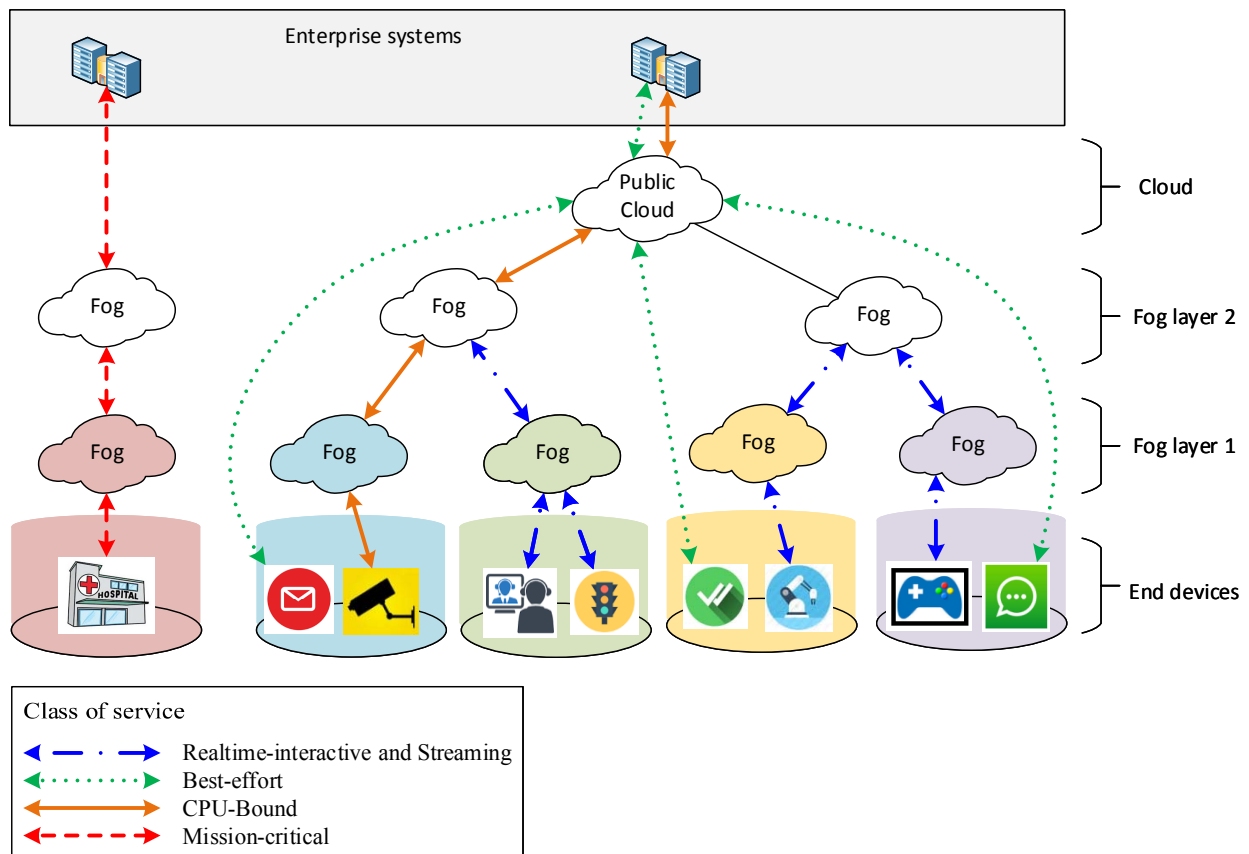 Enterprise systems
Public
Cloud
Cloud
Fog
Fog
Fog
Fog layer 2
Fog
Fog
Fog
Fog
Fog
Fog layer 1
HOSPITAL
End devices
Class of service
Realtime-interactive and Streaming
Best-effort
CPU-Bound
Mission-critical